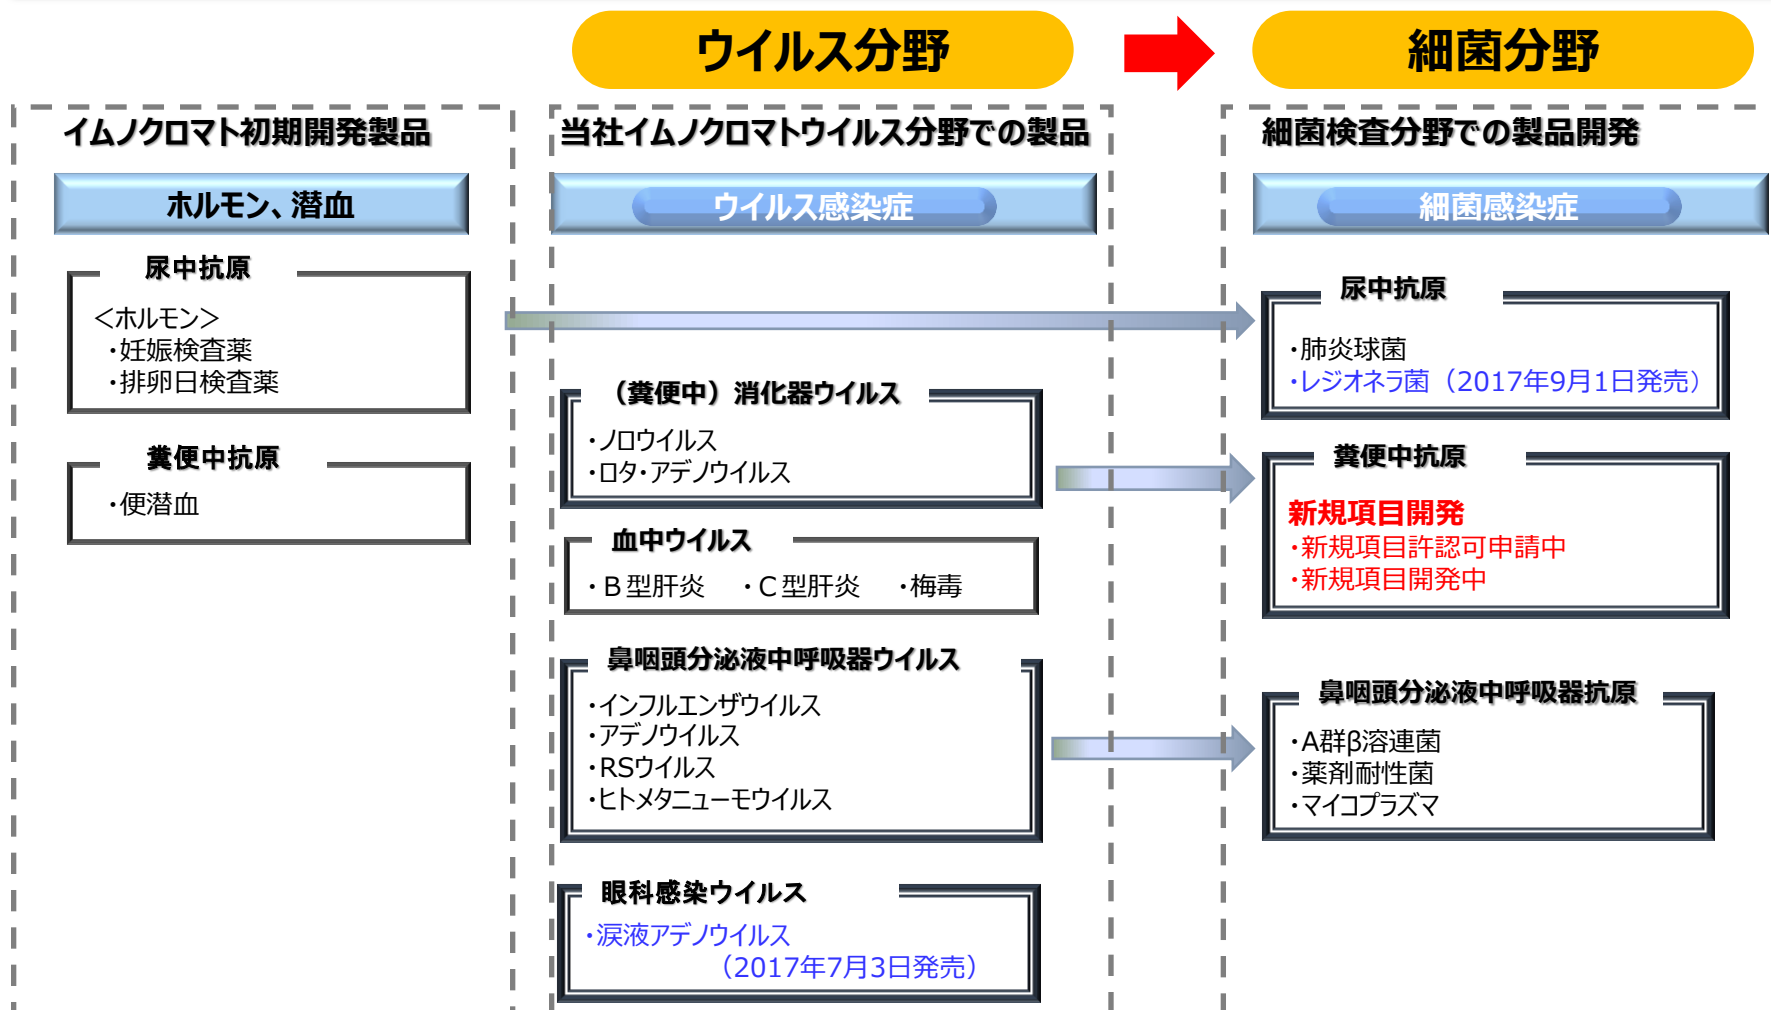 ウイルス分野
細菌分野
イムノクロマト初期開発製品
ホルモン、潜血
尿中抗原
＜ホルモン＞
・妊娠検査薬
・排卵日検査薬
糞便中抗原
・便潜血
当社イムノクロマトウイルス分野での製品
ウイルス感染症
（糞便中）消化器ウイルス
・ノロウイルス
・ロタ・アデノウイルス
血中ウイルス
・Ｂ型肝炎　・Ｃ型肝炎　・梅毒
鼻咽頭分泌液中呼吸器ウイルス
・インフルエンザウイルス
・アデノウイルス
・RSウイルス
・ヒトメタニューモウイルス
眼科感染ウイルス
・涙液アデノウイルス
（2017年7月3日発売）
細菌検査分野での製品開発
細菌感染症
尿中抗原
・肺炎球菌
・レジオネラ菌（2017年9月1日発売）
糞便中抗原
新規項目開発
・新規項目許認可申請中
・新規項目開発中
鼻咽頭分泌液中呼吸器抗原
・A群β溶連菌
・薬剤耐性菌
・マイコプラズマ